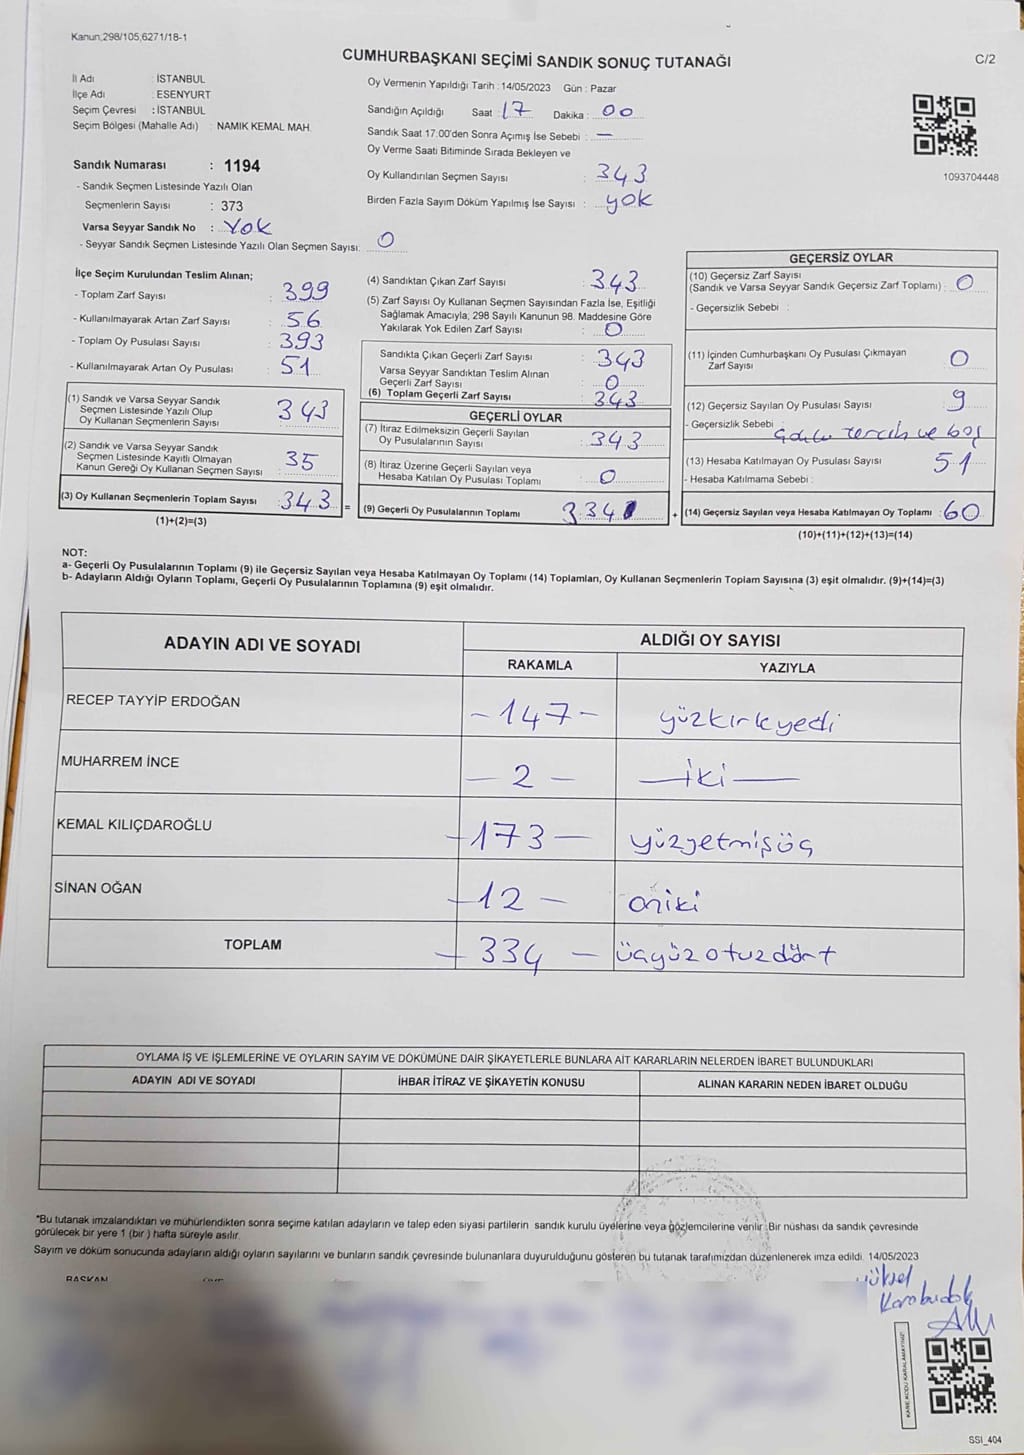 Kanun,298/105,6271/18-1
CUMHURBAŞKANI SEÇİMİ SANDIK SONUÇ TUTANAĞI
C/2
İl Adı : İSTANBUL
İlçe Adı : ESENYURT
Seçim Çevresi : İSTANBUL
Seçim Bölgesi (Mahalle Adı) : NAMIK KEMAL MAH.
Oy Vermenin Yapıldığı Tarih : 14/05/2023 Gün : Pazar
Sandığın Açıldığı Saat : 17 Dakika : 00
Sandık Saat 17:00'den Sonra Açımış İse Sebebi : —
Oy Verme Saati Bitiminde Sırada Bekleyen ve
Oy Kullandırılan Seçmen Sayısı : 343
Birden Fazla Sayım Döküm Yapılmış İse Sayısı : yok
1093704448
Sandık Numarası : 1194
- Sandık Seçmen Listesinde Yazılı Olan
Seçmenlerin Sayısı : 373
Varsa Seyyar Sandık No : YOK
- Seyyar Sandık Seçmen Listesinde Yazılı Olan Seçmen Sayısı: 0
İlçe Seçim Kurulundan Teslim Alınan;
- Toplam Zarf Sayısı : 399
- Kullanılmayarak Artan Zarf Sayısı : 56
- Toplam Oy Pusulası Sayısı : 393
- Kullanılmayarak Artan Oy Pusulası : 51
(1) Sandık ve Varsa Seyyar Sandık
Seçmen Listesinde Yazılı Olup
Oy Kullanan Seçmenlerin Sayısı : 343
(2) Sandık ve Varsa Seyyar Sandık
Seçmen Listesinde Kayıtlı Olmayan
Kanun Gereği Oy Kullanan Seçmen Sayısı : 35
(3) Oy Kullanan Seçmenlerin Toplam Sayısı : 343 =
(1)+(2)=(3)
(4) Sandıktan Çıkan Zarf Sayısı : 343
(5) Zarf Sayısı Oy Kullanan Seçmen Sayısından Fazla İse, Eşitliği
Sağlamak Amacıyla, 298 Sayılı Kanunun 98. Maddesine Göre
Yakılarak Yok Edilen Zarf Sayısı : 0
Sandıkta Çıkan Geçerli Zarf Sayısı : 343
Varsa Seyyar Sandıktan Teslim Alınan
Geçerli Zarf Sayısı : 0
(6) Toplam Geçerli Zarf Sayısı : 343
GEÇERLİ OYLAR
(7) İtiraz Edilmeksizin Geçerli Sayılan
Oy Pusulalarının Sayısı : 343
(8) İtiraz Üzerine Geçerli Sayılan veya
Hesaba Katılan Oy Pusulası Toplamı : 0
(9) Geçerli Oy Pusulalarının Toplamı : 334 +
GEÇERSİZ OYLAR
(10) Geçersiz Zarf Sayısı
(Sandık ve Varsa Seyyar Sandık Geçersiz Zarf Toplamı) : 0
- Geçersizlik Sebebi :
(11) İçinden Cumhurbaşkanı Oy Pusulası Çıkmayan
Zarf Sayısı : 0
(12) Geçersiz Sayılan Oy Pusulası Sayısı : 9
- Geçersizlik Sebebi : tercih ve boş
(13) Hesaba Katılmayan Oy Pusulası Sayısı : 51
- Hesaba Katılmama Sebebi :
(14) Geçersiz Sayılan veya Hesaba Katılmayan Oy Toplamı : 60
(10)+(11)+(12)+(13)=(14)
NOT:
a- Geçerli Oy Pusulalarının Toplamı (9) ile Geçersiz Sayılan veya Hesaba Katılmayan Oy Toplamı (14) Toplamları, Oy Kullanan Seçmenlerin Toplam Sayısına (3) eşit olmalıdır. (9)+(14)=(3)
b- Adayların Aldığı Oyların Toplamı, Geçerli Oy Pusulalarının Toplamına (9) eşit olmalıdır.
ADAYIN ADI VE SOYADI ALDIĞI OY SAYISI
RAKAMLA YAZIYLA
RECEP TAYYİP ERDOĞAN -147- yüzkırkyedi
MUHARREM İNCE — 2 — — iki —
KEMAL KILIÇDAROĞLU -173— yüzyetmişüç
SİNAN OĞAN -12- oniki
TOPLAM — 334 — üçyüzotuzdört
OYLAMA İŞ VE İŞLEMLERİNE VE OYLARIN SAYIM VE DÖKÜMÜNE DAİR ŞİKAYETLERLE BUNLARA AİT KARARLARIN NELERDEN İBARET BULUNDUKLARI
ADAYIN ADI VE SOYADI İHBAR İTİRAZ VE ŞİKAYETİN KONUSU ALINAN KARARIN NEDEN İBARET OLDUĞU
*Bu tutanak imzalandıktan ve mühürlendikten sonra seçime katılan adayların ve talep eden siyasi partilerin sandık kurulu üyelerine veya gözlemcilerine verilir. Bir nüshası da sandık çevresinde
görülecek bir yere 1 (bir ) hafta süreyle asılır.
Sayım ve döküm sonucunda adayların aldığı oyların sayılarını ve bunların sandık çevresinde bulunanlara duyurulduğunu gösteren bu tutanak tarafımızdan düzenlenerek imza edildi. 14/05/2023
BAŞKAN
Yüksel
Karabudak
KARE KODU KARALAMAYINIZ!
SSI_404